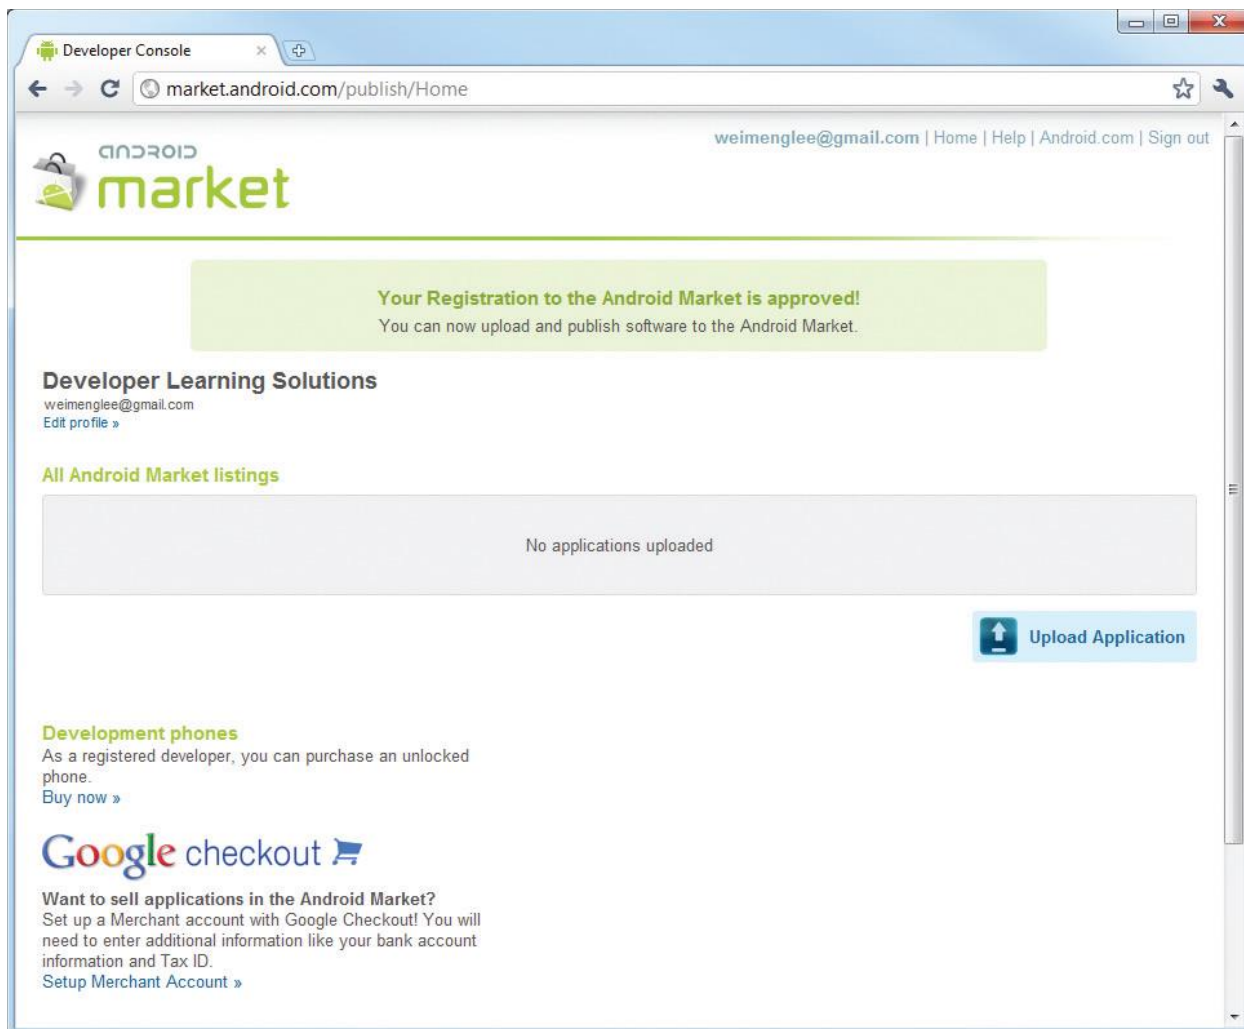 Developer Console
market.android.com/publish/Home
weimenglee@gmail.com | Home | Help | Android.com | Sign out
android
market
Your Registration to the Android Market is approved!
You can now upload and publish software to the Android Market.
Developer Learning Solutions
weimenglee@gmail.com
Edit profile »
All Android Market listings
No applications uploaded
Upload Application
Development phones
As a registered developer, you can purchase an unlocked
phone.
Buy now »
Google checkout
Want to sell applications in the Android Market?
Set up a Merchant account with Google Checkout! You will
need to enter additional information like your bank account
information and Tax ID.
Setup Merchant Account »